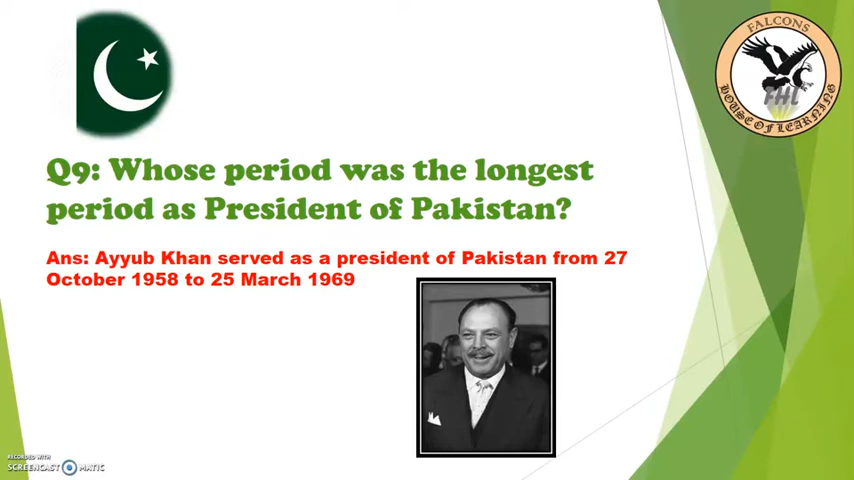 FALCONS
FHL
HOUSE OF LEARNING
Q9: Whose period was the longest
period as President of Pakistan?
Ans: Ayyub Khan served as a president of Pakistan from 27
October 1958 to 25 March 1969
RECORDED WITH
SCREENCAST MATIC